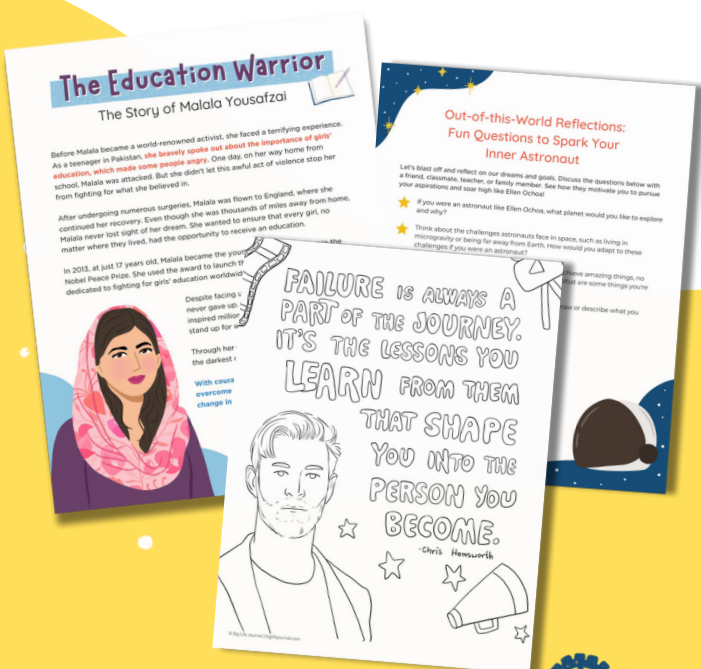 The Education Warrior
The Story of Malala Yousafzai
Before Malala became a world-renowned activist, she faced a terrifying experience.
As a teenager in Pakistan, she bravely spoke out about the importance of girls'
education, which made some people angry. One day, on her way home from
school, Malala was attacked. But she didn't let this awful act of violence stop her
from fighting for what she believed in.
After undergoing numerous surgeries, Malala was flown to England, where she
continued her recovery. Even though she was thousands of miles away from home,
Malala never lost sight of her dream. She wanted to ensure that every girl, no
matter where they lived, had the opportunity to receive an education.
In 2013, at just 17 years old, Malala became the
Nobel Peace Prize. She used the award to launch
dedicated to fighting for girls' education
Despite facing
never gave up.
inspired
stand up for
Through her
the darkest
With
overcome
change in
Out-of-this-World Reflections:
Fun Questions to Spark Your
Inner Astronaut
Let's blast off and reflect on our dreams and goals. Discuss the questions below with
a friend, classmate, teacher, or family member. See how they motivate you to pursue
your aspirations and soar high like Ellen Ochoa!
If you were an astronaut like Ellen Ochoa, what planet would you like to explore
and why?
Think about the challenges astronauts face in space, such as living in
microgravity or being far away from Earth. How would you adapt to these
challenges if you were an astronaut?
achieve amazing things, no
what are some things you're
or describe what you
FAILURE IS ALWAYS A
PART OF THE JOURNEY.
IT'S THE LESSONS YOU
LEARN FROM THEM
THAT SHAPE
YOU INTO THE
PERSON YOU
BECOME.
-Chris Hemsworth
© Big Life Journal | biglifejournal.com